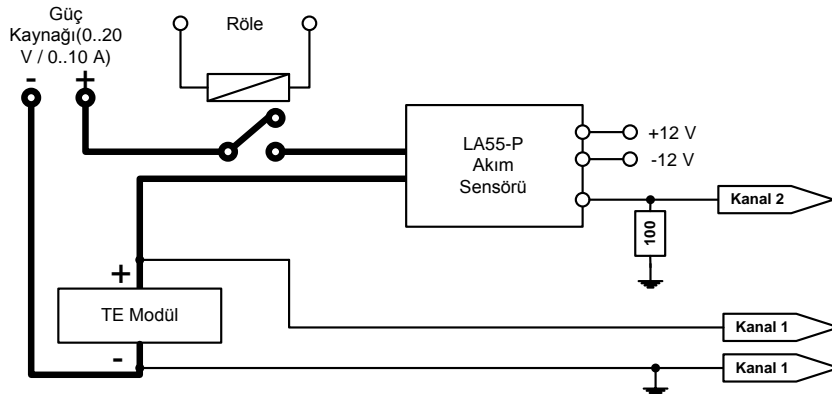 Güç
Kaynağı(0..20
V / 0..10 A)
- +
Röle
LA55-P
Akım
Sensörü
+12 V
-12 V
Kanal 2
100
+
TE Modül
-
Kanal 1
Kanal 1